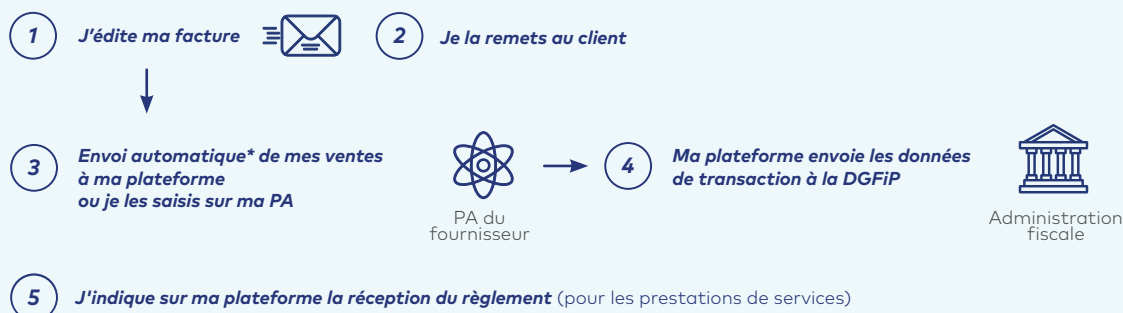 1 J'édite ma facture
2 Je la remets au client
3 Envoi automatique* de mes ventes
à ma plateforme
ou je les saisis sur ma PA
PA du
fournisseur
4 Ma plateforme envoie les données
de transaction à la DGFiP
Administration
fiscale
5 J'indique sur ma plateforme la réception du règlement (pour les prestations de services)